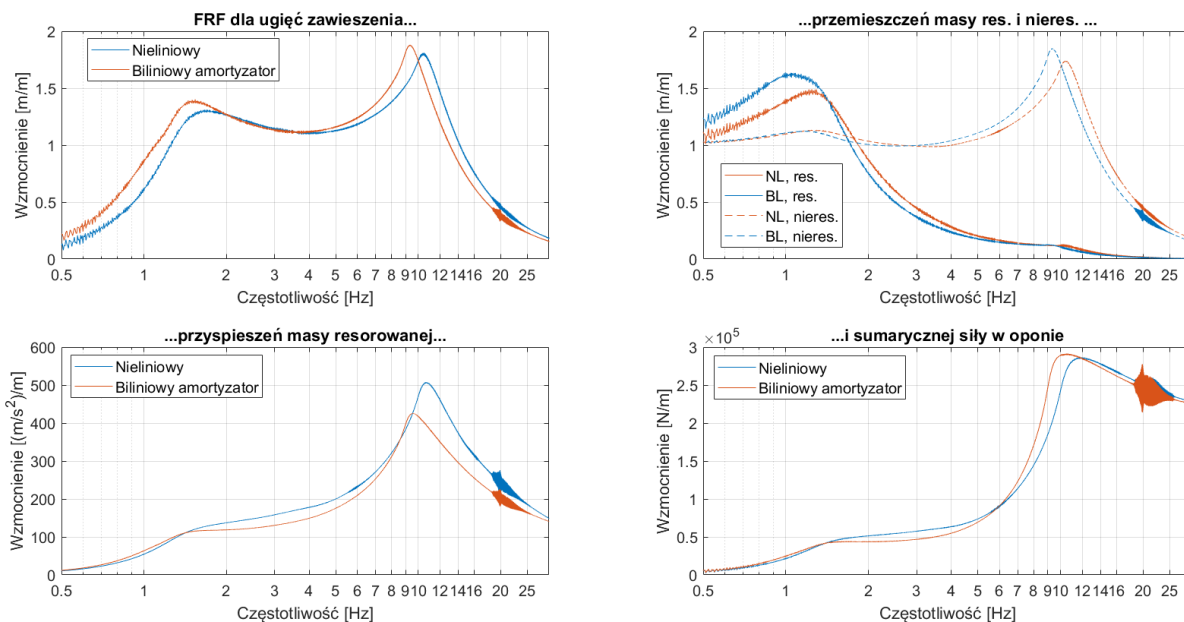 FRF dla ugięć zawieszenia...
Wzmocnienie [m/m]
2
1.5
1
0.5
0
Nieliniowy
Biliniowy amortyzator
0.5 1 2 3 4 5 6 7 8 9 10 12 14 16 20 25
Częstotliwość [Hz]
...przemieszczeń masy res. i nieres. ...
Wzmocnienie [m/m]
2
1.5
1
0.5
0
NL, res.
BL, res.
NL, nieres.
BL, nieres.
0.5 1 2 3 4 5 6 7 8 9 10 12 14 16 20 25
Częstotliwość [Hz]
...przyspieszeń masy resorowanej...
Wzmocnienie [(m/s²)/m]
600
500
400
300
200
100
0
Nieliniowy
Biliniowy amortyzator
0.5 1 2 3 4 5 6 7 8 9 10 12 14 16 20 25
Częstotliwość [Hz]
...i sumarycznej siły w oponie
×10⁵
Wzmocnienie [N/m]
3
2.5
2
1.5
1
0.5
0
Nieliniowy
Biliniowy amortyzator
0.5 1 2 3 4 5 6 7 8 9 10 12 14 16 20 25
Częstotliwość [Hz]